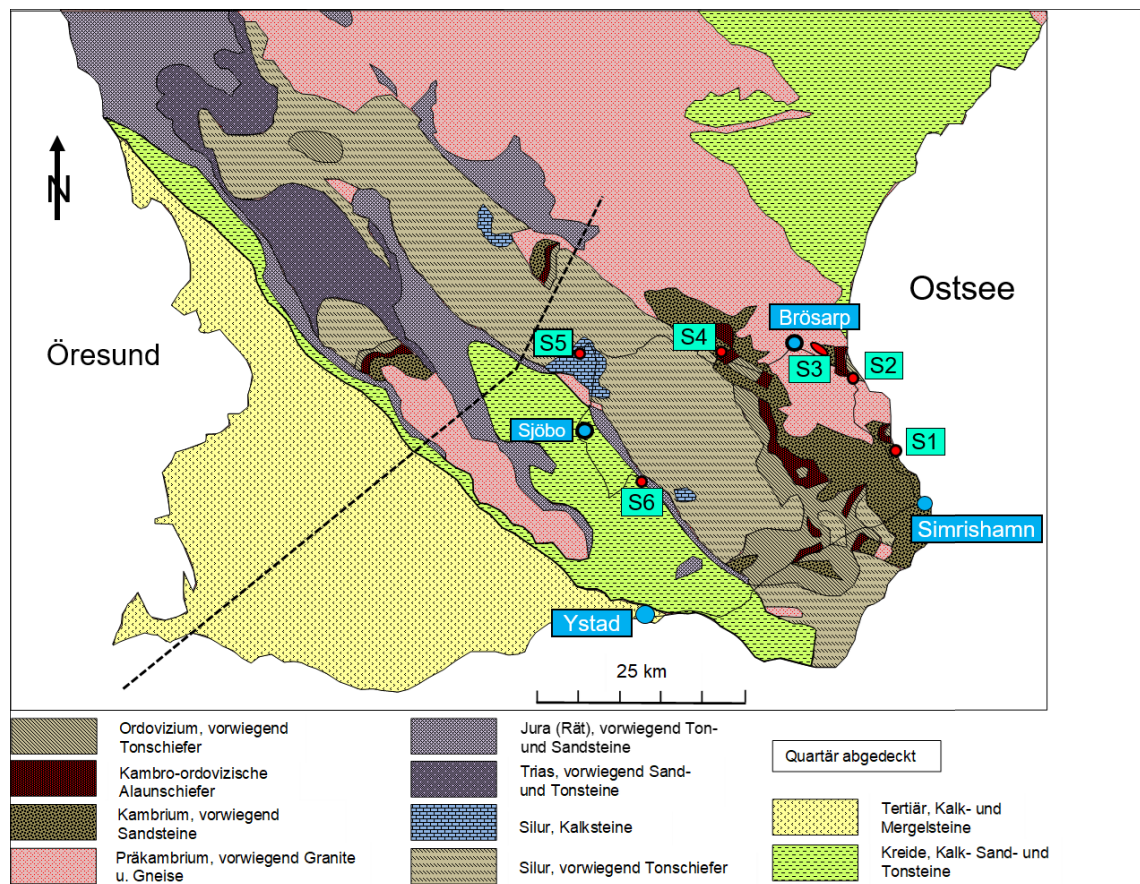 N
Ostsee
Öresund
Brösarp
S5
S4
S3
S2
Sjöbo
S1
S6
Simrishamn
Ystad
25 km
Ordovizium, vorwiegend
Tonschiefer
Kambro-ordovizische
Alaunschiefer
Kambrium, vorwiegend
Sandsteine
Präkambrium, vorwiegend Granite
u. Gneise
Jura (Rät), vorwiegend Ton-
und Sandsteine
Trias, vorwiegend Sand-
und Tonsteine
Silur, Kalksteine
Silur, vorwiegend Tonschiefer
Quartär abgedeckt
Tertiär, Kalk- und
Mergelsteine
Kreide, Kalk- Sand- und
Tonsteine